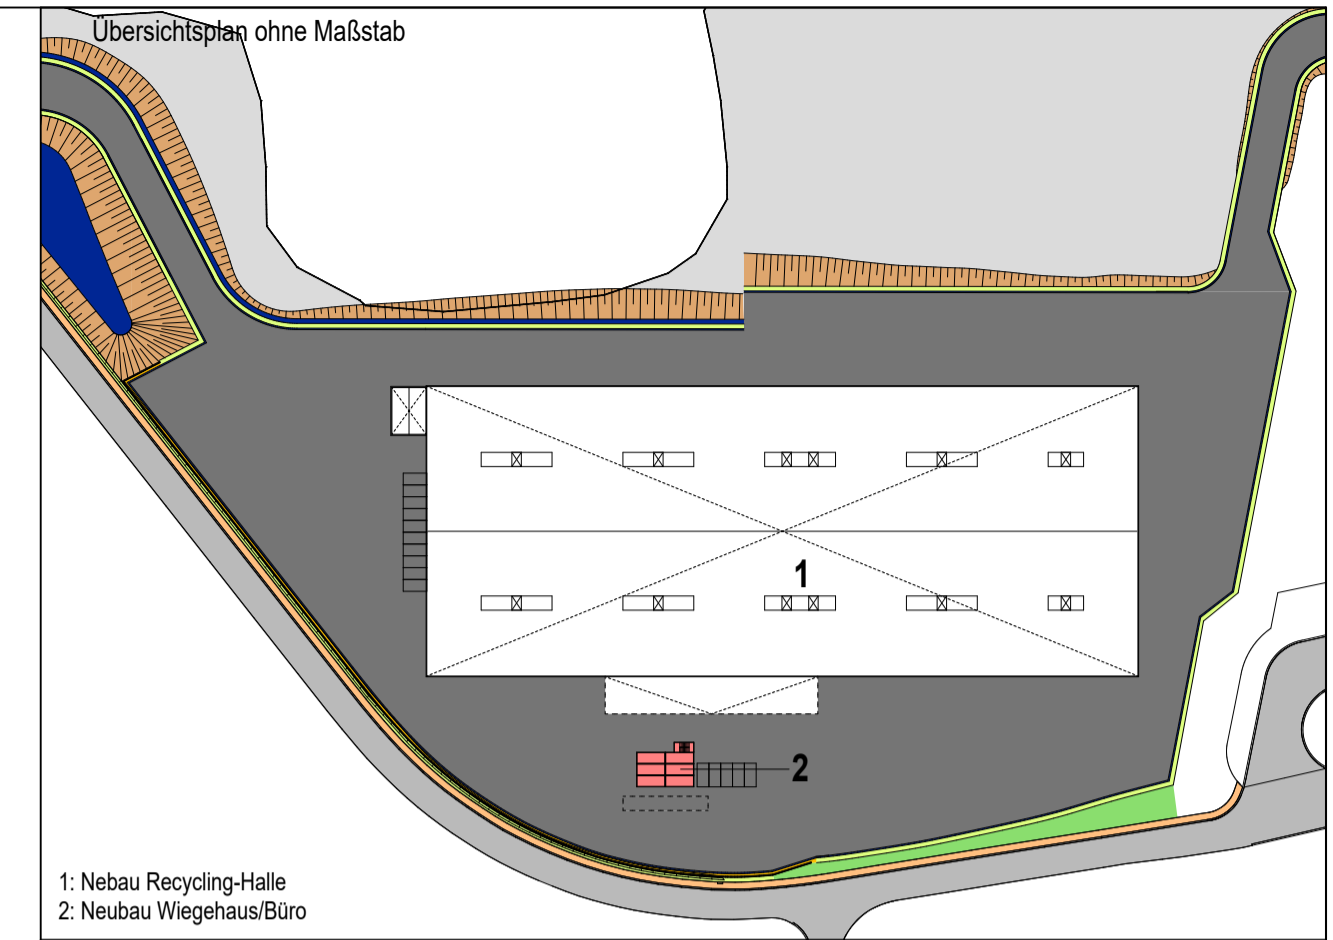 Übersichtsplan ohne Maßstab
1
2
1: Nebau Recycling-Halle
2: Neubau Wiegehaus/Büro